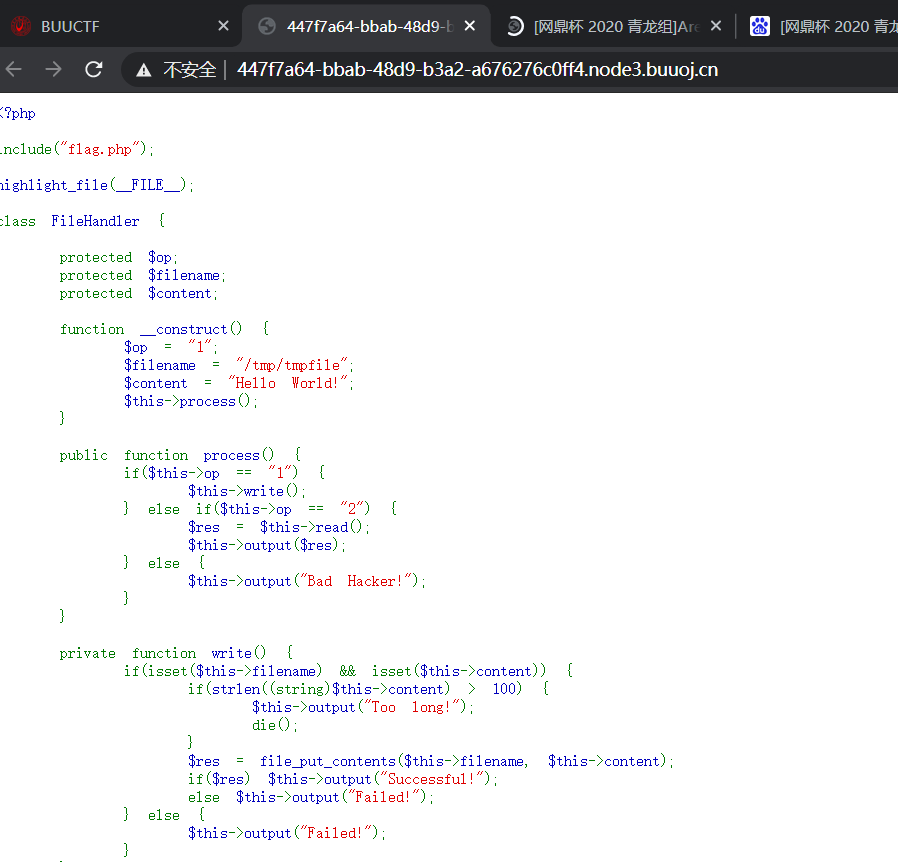 BUUCTF
447f7a64-bbab-48d9-b
[网鼎杯 2020 青龙组]Are
[网鼎杯 2020 青龙
不安全 | 447f7a64-bbab-48d9-b3a2-a676276c0ff4.node3.buuoj.cn
<?php
include("flag.php");
highlight_file(__FILE__);
class FileHandler {
protected $op;
protected $filename;
protected $content;
function __construct() {
$op = "1";
$filename = "/tmp/tmpfile";
$content = "Hello World!";
$this->process();
}
public function process() {
if($this->op == "1") {
$this->write();
} else if($this->op == "2") {
$res = $this->read();
$this->output($res);
} else {
$this->output("Bad Hacker!");
}
}
private function write() {
if(isset($this->filename) && isset($this->content)) {
if(strlen((string)$this->content) > 100) {
$this->output("Too long!");
die();
}
$res = file_put_contents($this->filename, $this->content);
if($res) $this->output("Successful!");
else $this->output("Failed!");
} else {
$this->output("Failed!");
}